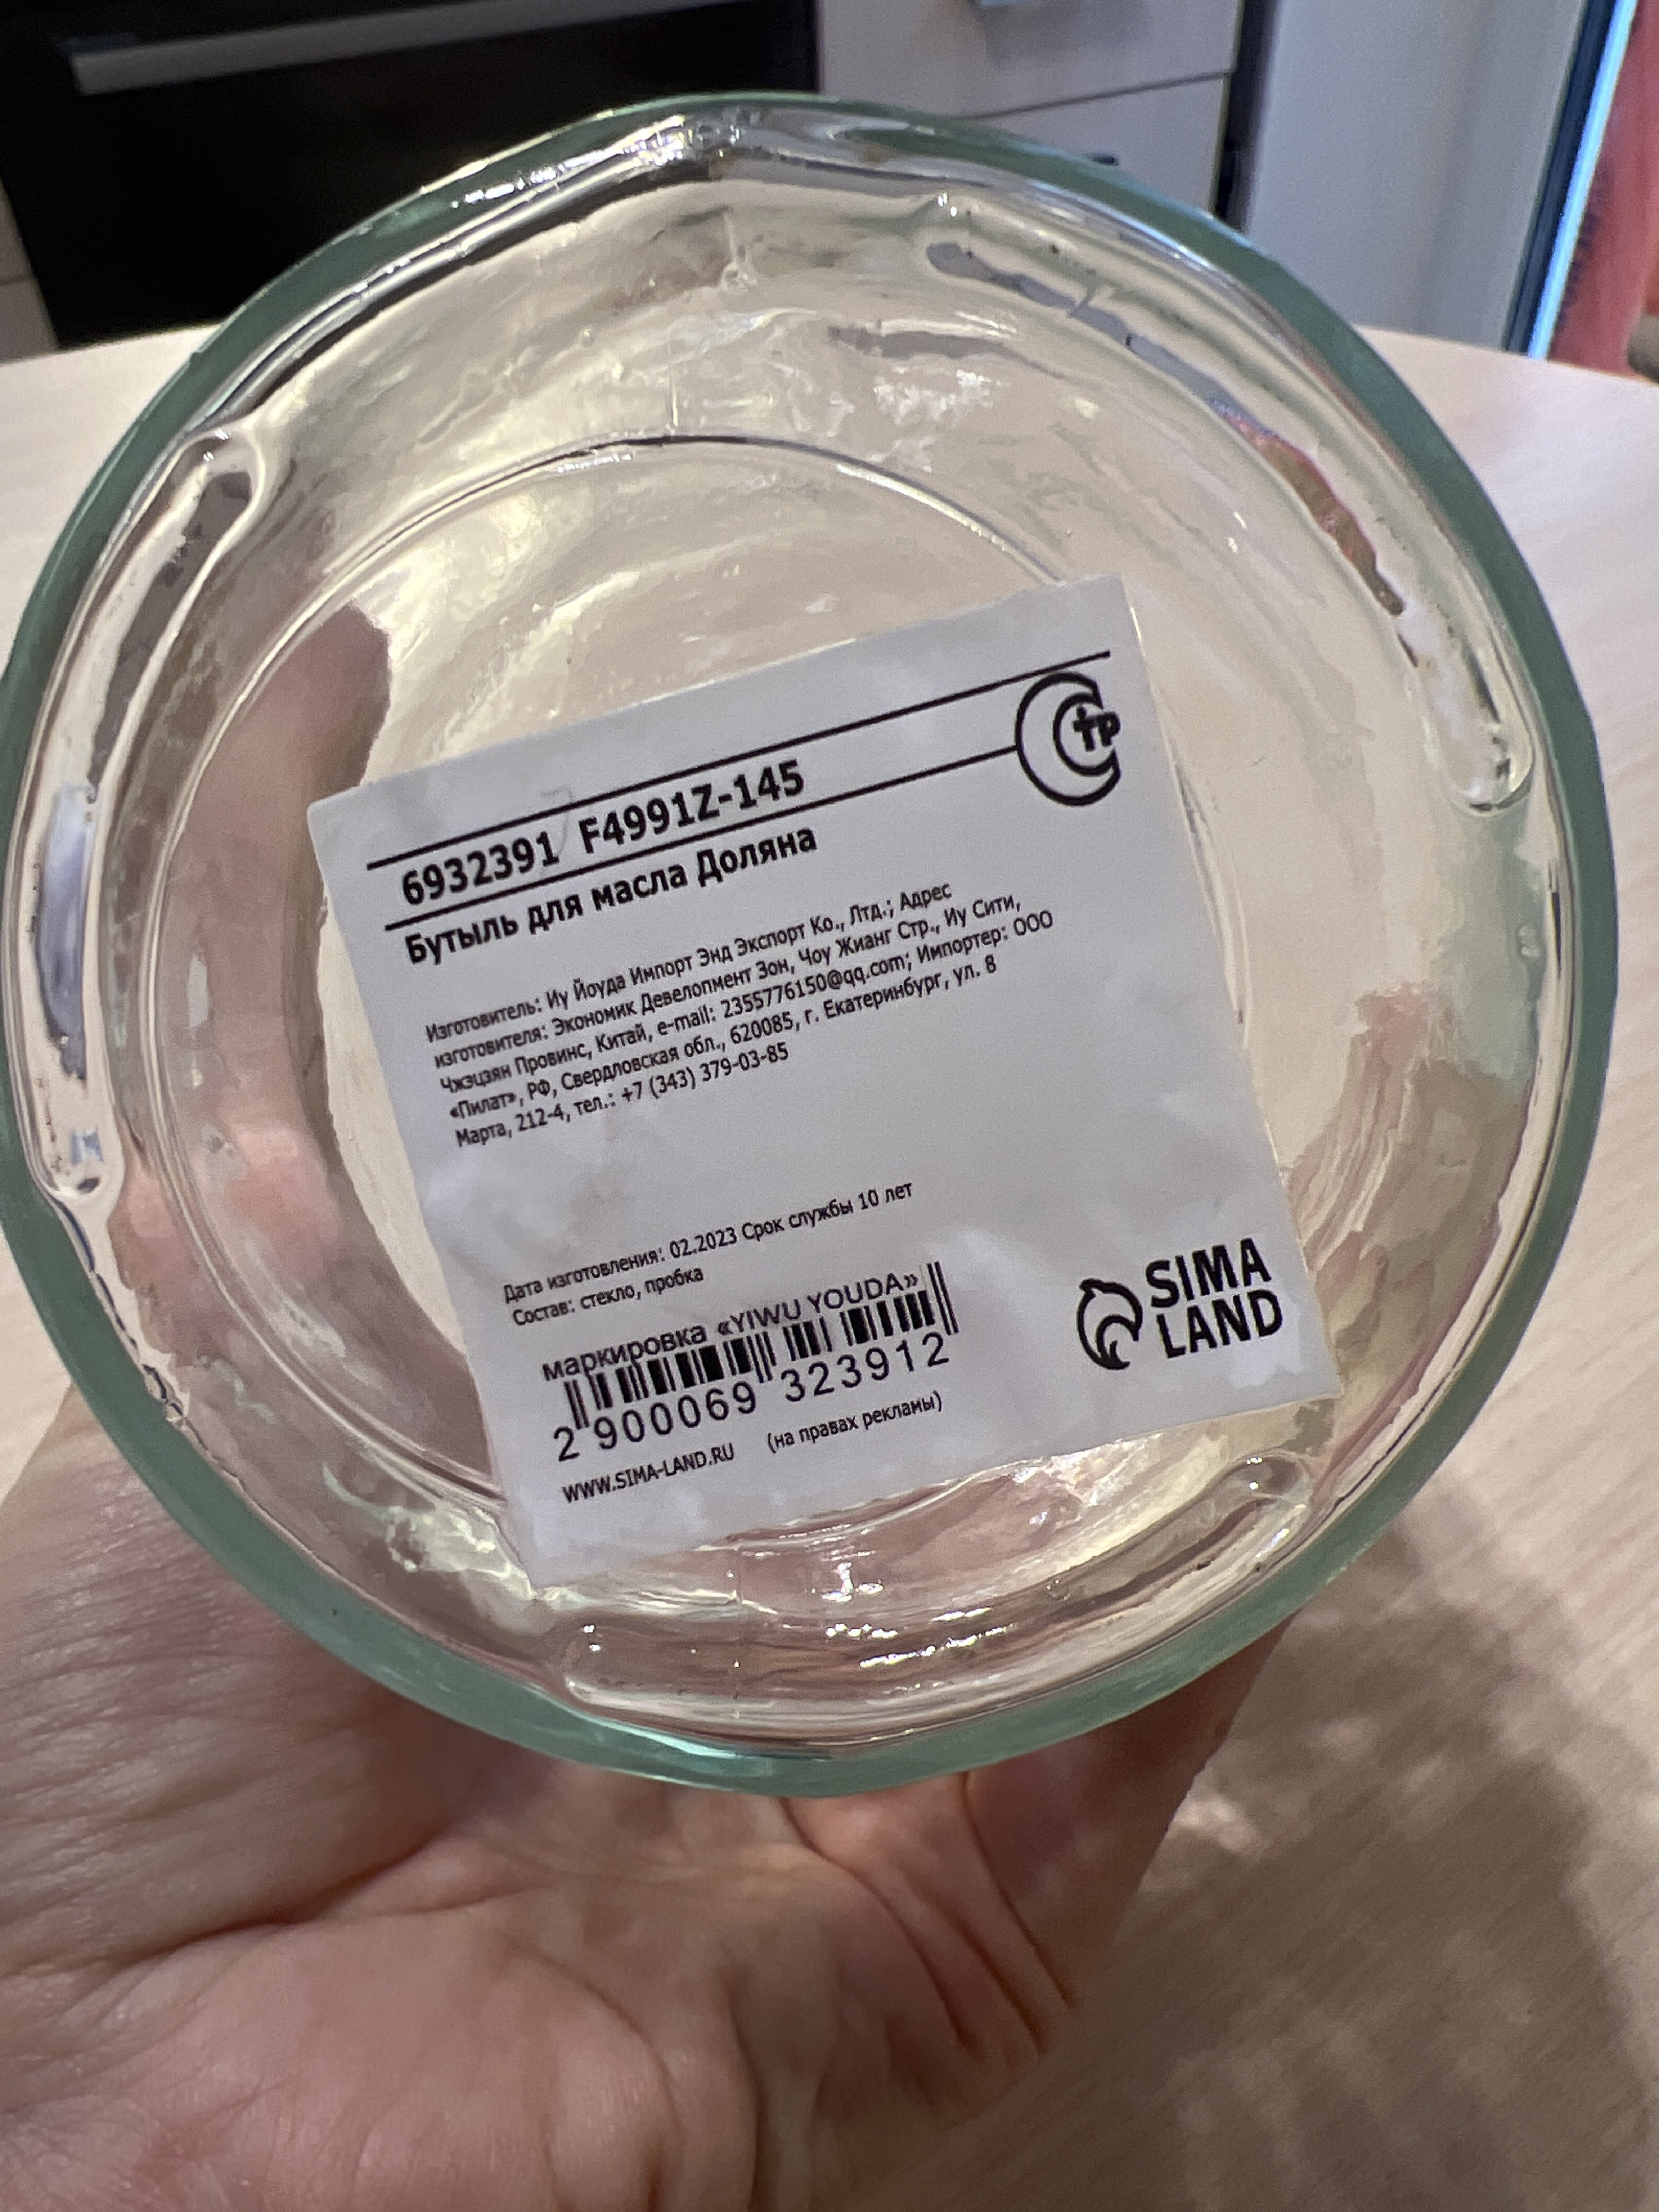 6932391 F4991Z-145
СТР
Бутыль для масла Доляна
Изготовитель: Иу Йоуда Импорт Энд Экспорт Ко., Лтд.; Адрес
изготовителя: Экономик Девелопмент Зон, Чоу Жианг Стр., Иу Сити,
Чжэцзян Провинс, Китай, e-mail: 2355776150@qq.com; Импортер: ООО
«Пилат», РФ, Свердловская обл., 620085, г. Екатеринбург, ул. 8
Марта, 212-4, тел.: +7 (343) 379-03-85
Дата изготовления: 02.2023 Срок службы 10 лет
Состав: стекло, пробка
маркировка «YIWU YOUDA»
2 900069 323912
WWW.SIMA-LAND.RU (на правах рекламы)
SIMA
LAND